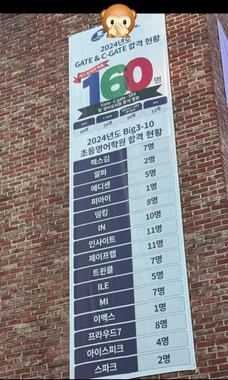 2024년도
GATE & C-GATE 합격 현황
160명
2024년도 Big3-10
초등영어학원 합격 현황
렉스김 7명
알파 2명
에디센 5명
피아이 1명
띵킹 8명
IN 10명
인사이트 11명
제이프랩 11명
트윈클 7명
ILE 5명
MI 7명
이맥스 1명
프라우드7 8명
아이스피크 4명
스파크 2명